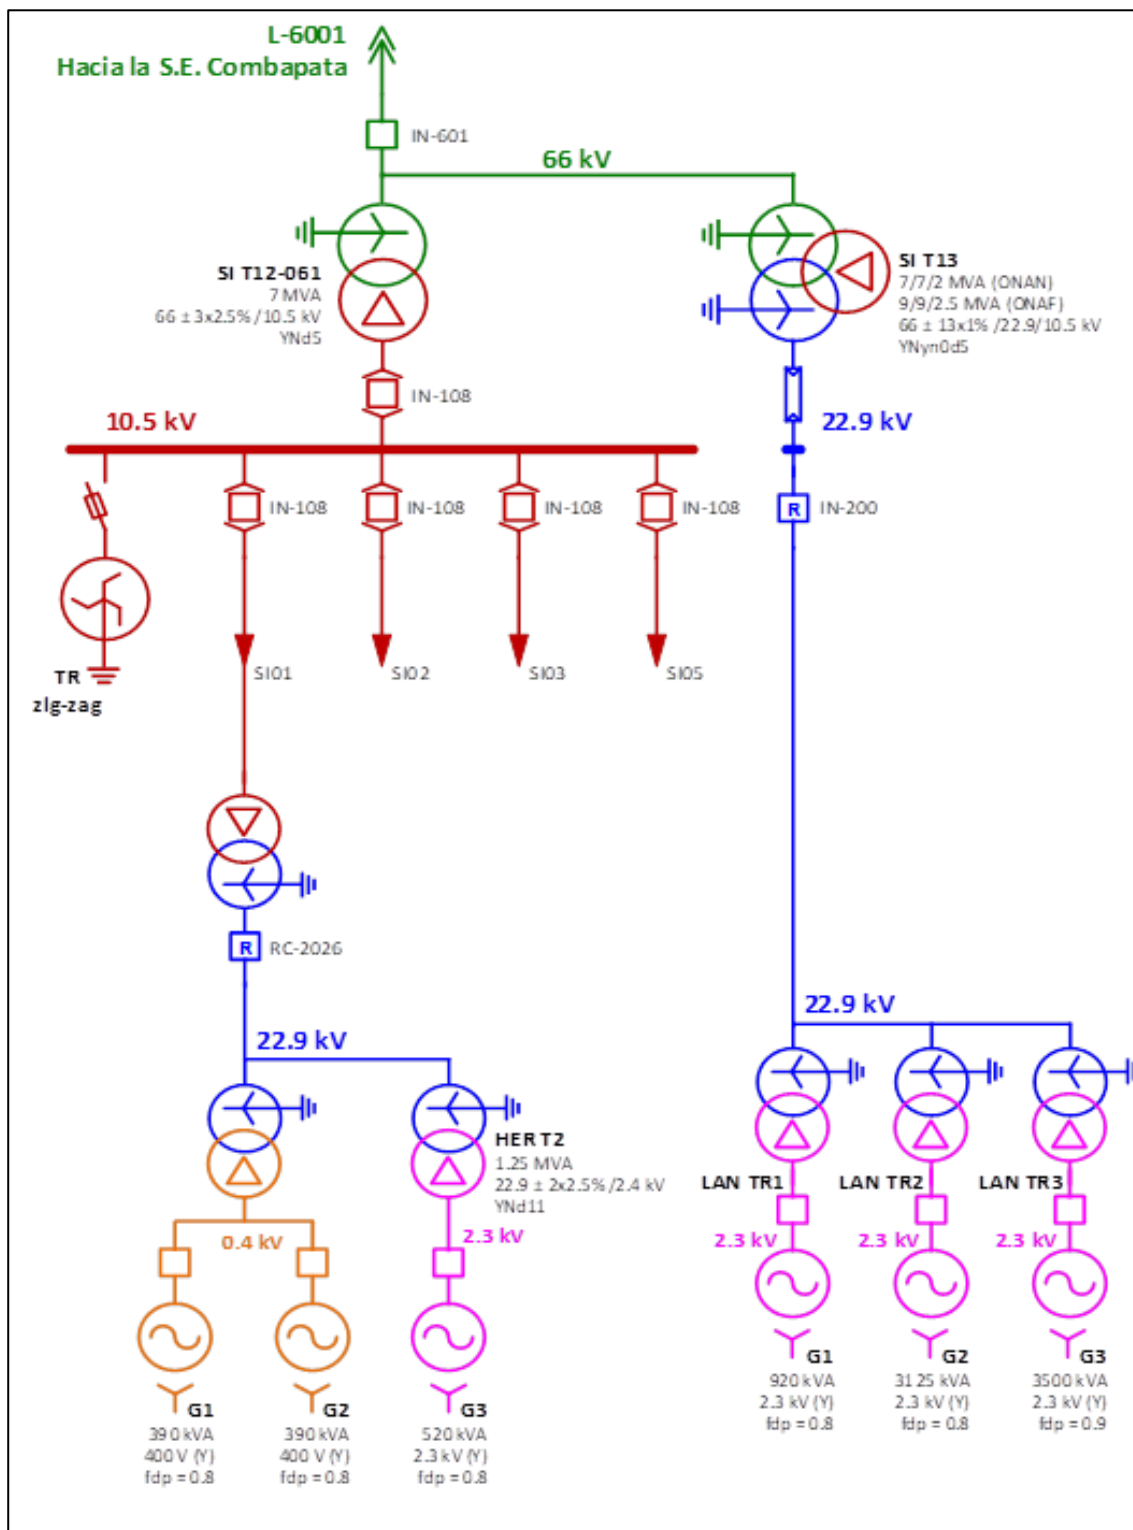 L-6001
Hacia la S.E. Combapata
IN-601
66 kV
SI T12-061
7 MVA
66 ± 3x2.5% /10.5 kV
YNd5
SI T13
7/7/2 MVA (ONAN)
9/9/2.5 MVA (ONAF)
66 ± 13x1% /22.9/10.5 kV
YNyn0d5
IN-108
10.5 kV
22.9 kV
IN-108
IN-108
IN-108
IN-108
R
IN-200
TR
zig-zag
SI01
SI02
SI03
SI05
R
RC-2026
22.9 kV
22.9 kV
HER T2
1.25 MVA
22.9 ± 2x2.5% /2.4 kV
YNd11
LAN TR1
LAN TR2
LAN TR3
0.4 kV
2.3 kV
2.3 kV
2.3 kV
2.3 kV
G1
390 kVA
400 V (Y)
fdp = 0.8
G2
390 kVA
400 V (Y)
fdp = 0.8
G3
520 kVA
2.3 kV (Y)
fdp = 0.8
G1
920 kVA
2.3 kV (Y)
fdp = 0.8
G2
3125 kVA
2.3 kV (Y)
fdp = 0.8
G3
3500 kVA
2.3 kV (Y)
fdp = 0.9